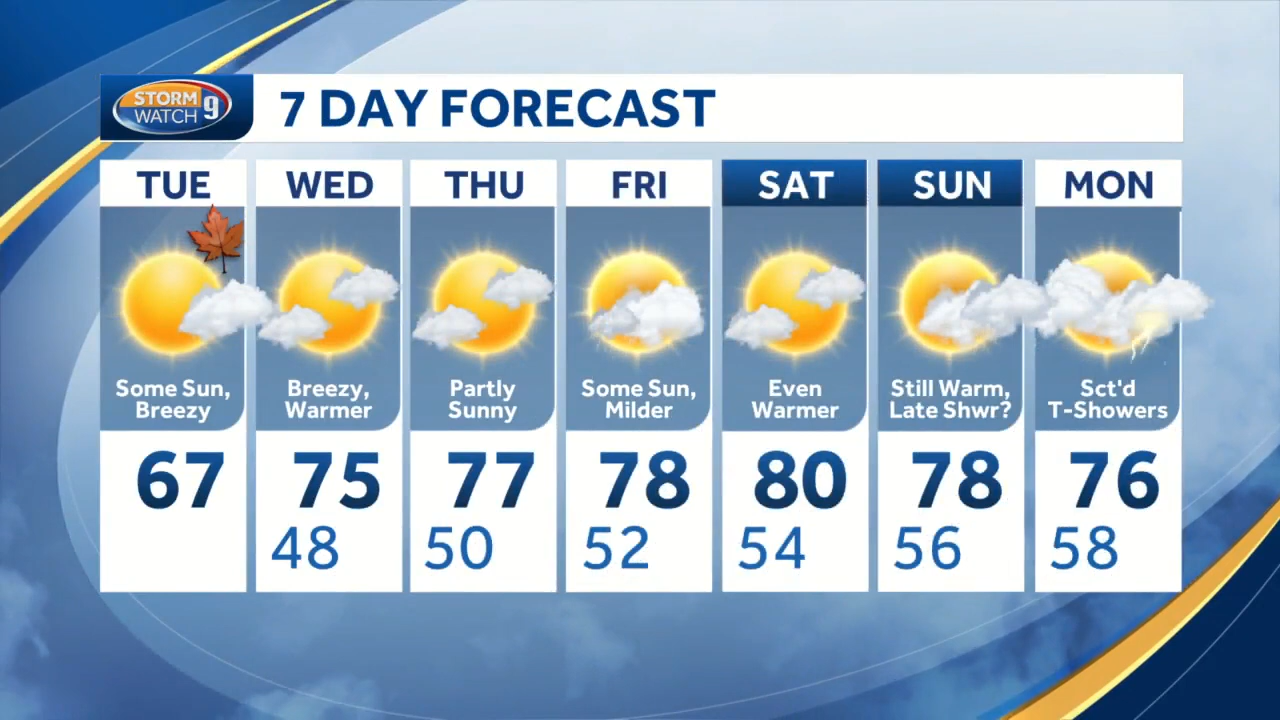 STORM
WATCH 9
7 DAY FORECAST
TUE
Some Sun,
Breezy
67
WED
Breezy,
Warmer
75
48
THU
Partly
Sunny
77
50
FRI
Some Sun,
Milder
78
52
SAT
Even
Warmer
80
54
SUN
Still Warm,
Late Shwr?
78
56
MON
Sct'd
T-Showers
76
58